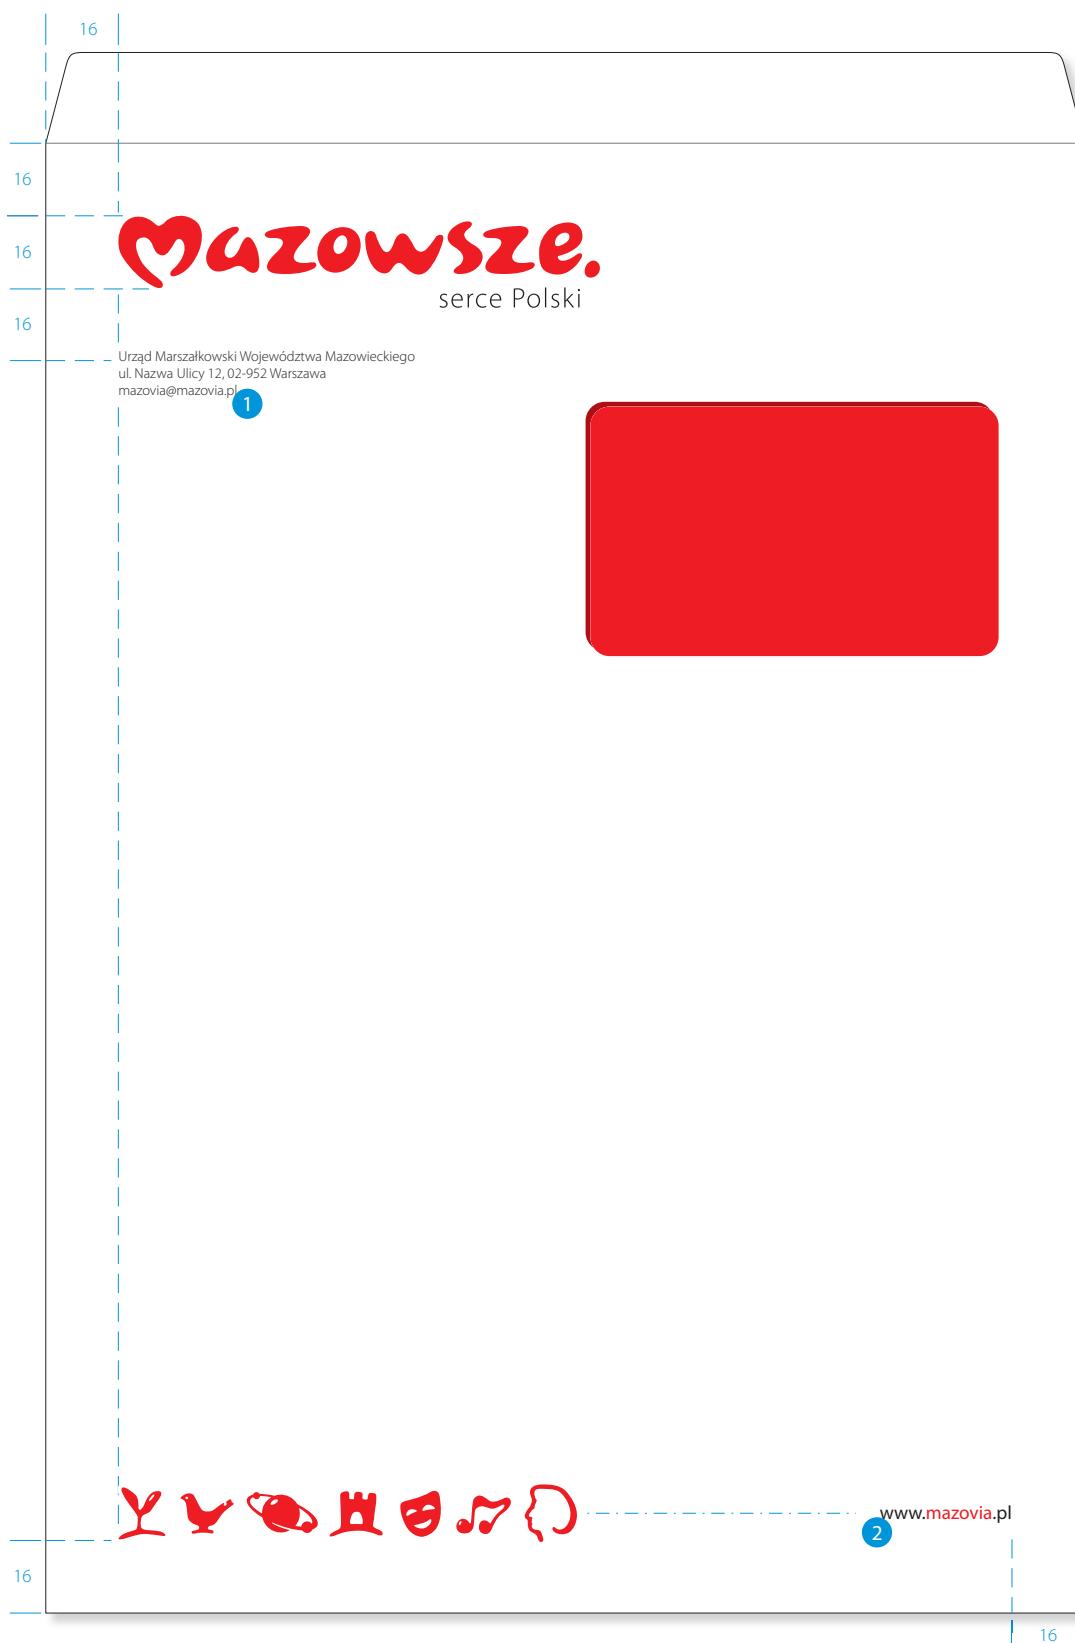 16
16
16
Mazowsze.
serce Polski
16
Urząd Marszałkowski Województwa Mazowieckiego
ul. Nazwa Ulicy 12, 02-952 Warszawa
mazovia@mazovia.pl
1
www.mazovia.pl
2
16
16